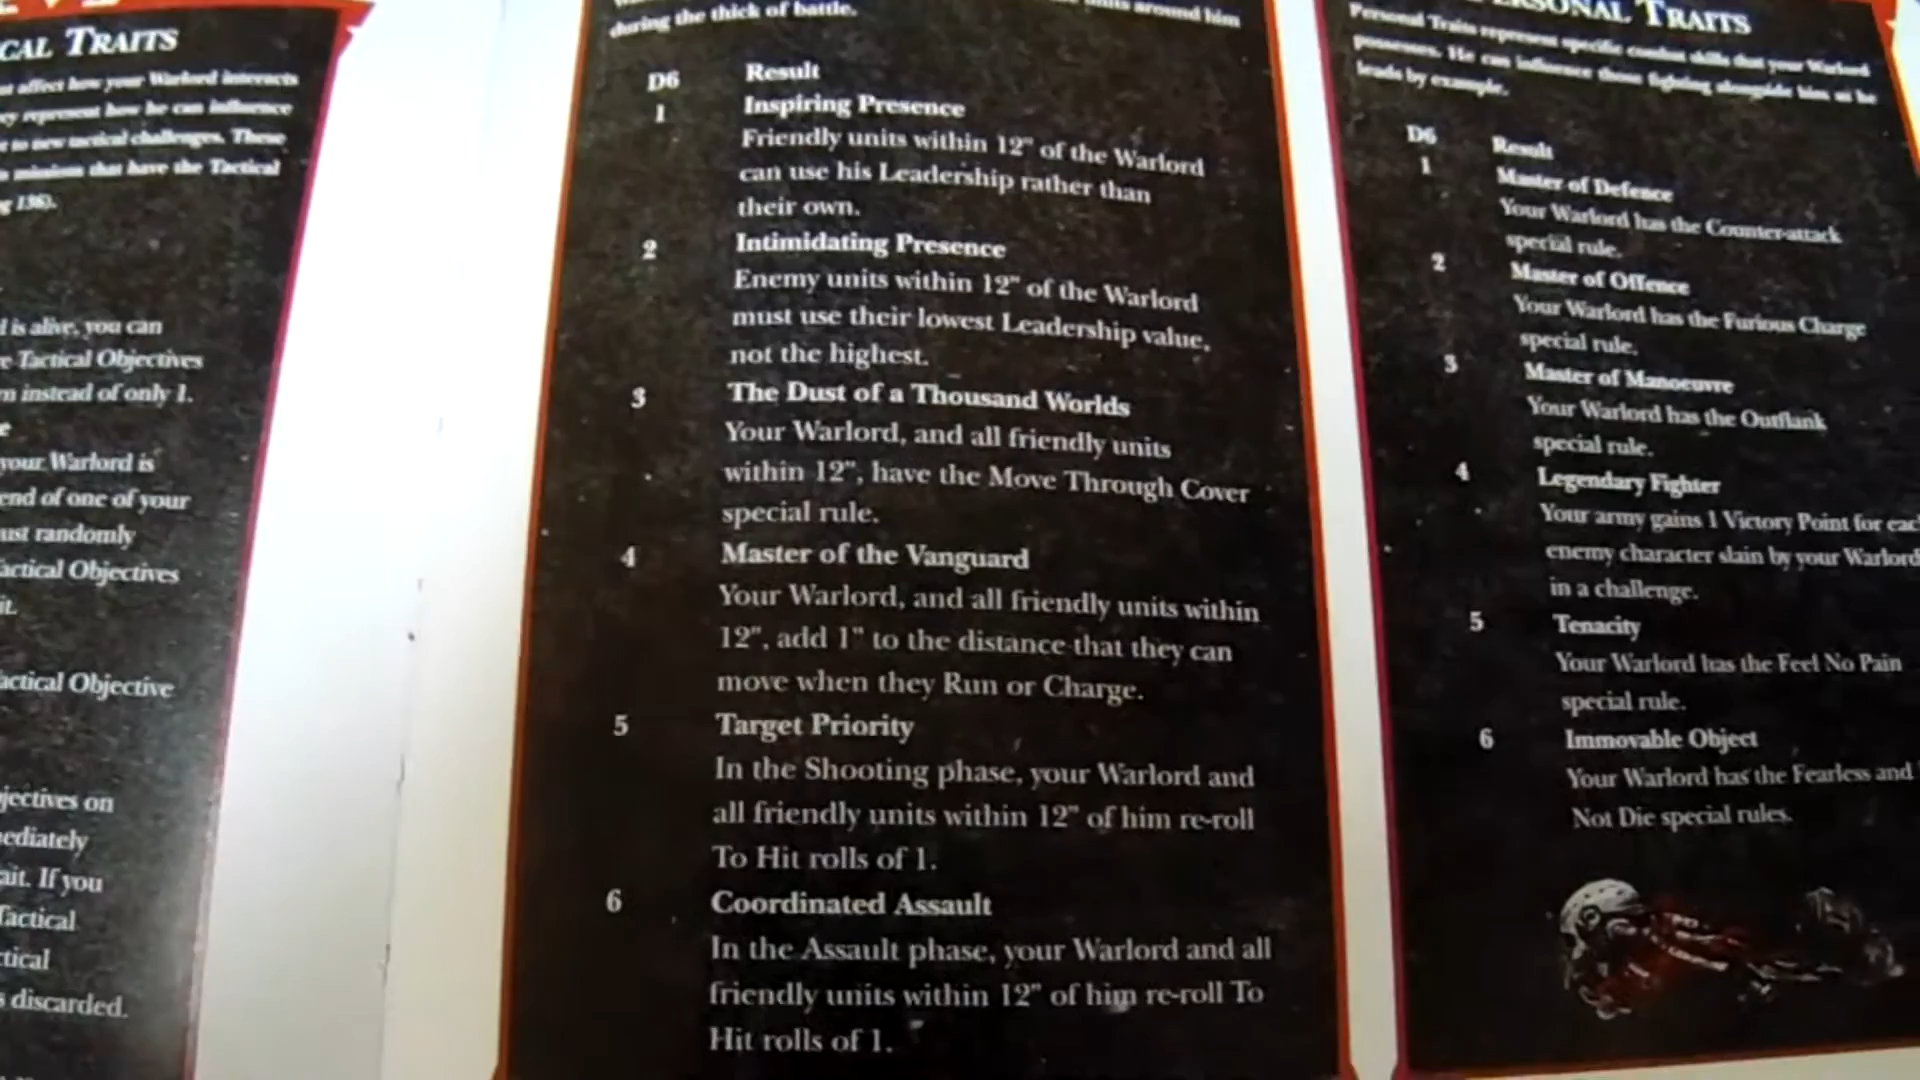 CAL TRAITS
affect how your Warlord interacts
represent how he can influence
to new tactical challenges. These
missions that have the Tactical
136).
is alive, you can
Tactical Objectives
instead of only 1.
your Warlord is
end of one of your
ust randomly
actical Objectives
it.
actical Objective
jectives on
mediately
ait. If you
Tactical
tical
s discarded.
units around him
during the thick of battle.
D6 Result
1 Inspiring Presence
Friendly units within 12" of the Warlord
can use his Leadership rather than
their own.
2 Intimidating Presence
Enemy units within 12" of the Warlord
must use their lowest Leadership value,
not the highest.
3 The Dust of a Thousand Worlds
Your Warlord, and all friendly units
within 12", have the Move Through Cover
special rule.
4 Master of the Vanguard
Your Warlord, and all friendly units within
12", add 1" to the distance that they can
move when they Run or Charge.
5 Target Priority
In the Shooting phase, your Warlord and
all friendly units within 12" of him re-roll
To Hit rolls of 1.
6 Coordinated Assault
In the Assault phase, your Warlord and all
friendly units within 12" of him re-roll To
Hit rolls of 1.
PERSONAL TRAITS
Personal Traits represent specific combat skills that your Warlord
possesses. He can influence those fighting alongside him as he
leads by example.
D6 Result
1 Master of Defence
Your Warlord has the Counter-attack
special rule.
2 Master of Offence
Your Warlord has the Furious Charge
special rule.
3 Master of Manoeuvre
Your Warlord has the Outflank
special rule.
4 Legendary Fighter
Your army gains 1 Victory Point for each
enemy character slain by your Warlord
in a challenge.
5 Tenacity
Your Warlord has the Feel No Pain
special rule.
6 Immovable Object
Your Warlord has the Fearless and
Not Die special rules.